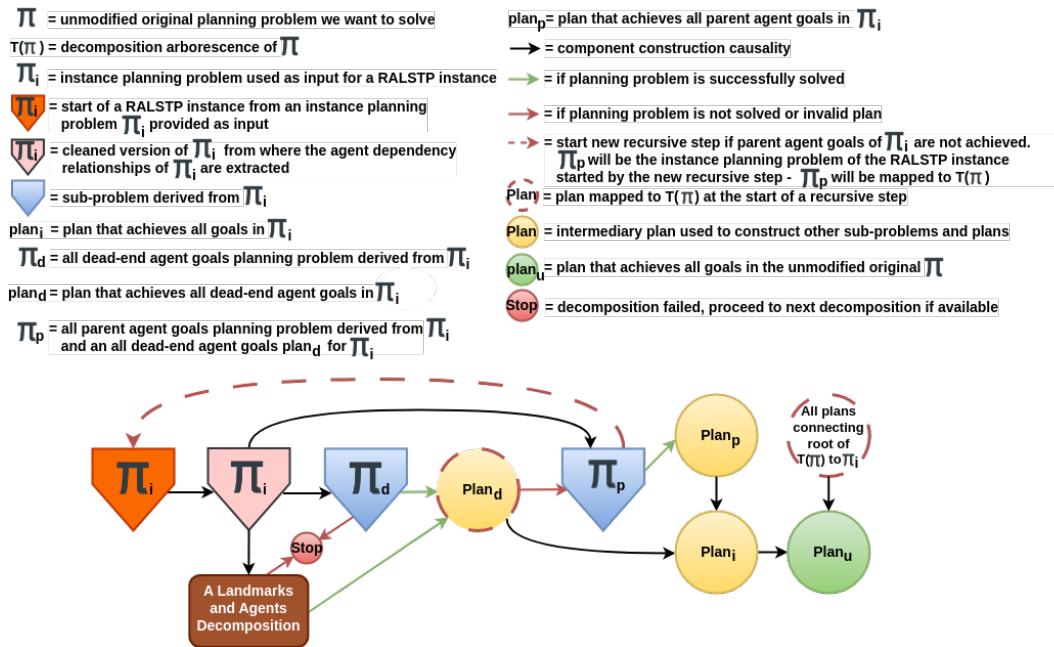 π = unmodified original planning problem we want to solve
T(π) = decomposition arborescence of π
πi = instance planning problem used as input for a RALSTP instance
πi = start of a RALSTP instance from an instance planning
problem πi provided as input
πi = cleaned version of πi from where the agent dependency
relationships of πi are extracted
= sub-problem derived from πi
plani = plan that achieves all goals in πi
πd = all dead-end agent goals planning problem derived from πi
pland = plan that achieves all dead-end agent goals in πi
πp = all parent agent goals planning problem derived from πi
and an all dead-end agent goals pland for πi
planp= plan that achieves all parent agent goals in πi
= component construction causality
= if planning problem is successfully solved
= if planning problem is not solved or invalid plan
= start new recursive step if parent agent goals of πi are not achieved.
πp will be the instance planning problem of the RALSTP instance
started by the new recursive step - πp will be mapped to T(π)
Plan = plan mapped to T(π) at the start of a recursive step
Plan = intermediary plan used to construct other sub-problems and plans
planu = plan that achieves all goals in the unmodified original π
Stop = decomposition failed, proceed to next decomposition if available
πi
πi
πd
Pland
πp
Planp
All plans
connecting
root of
T(π) to πi
Stop
Plani
Planu
A Landmarks
and Agents
Decomposition